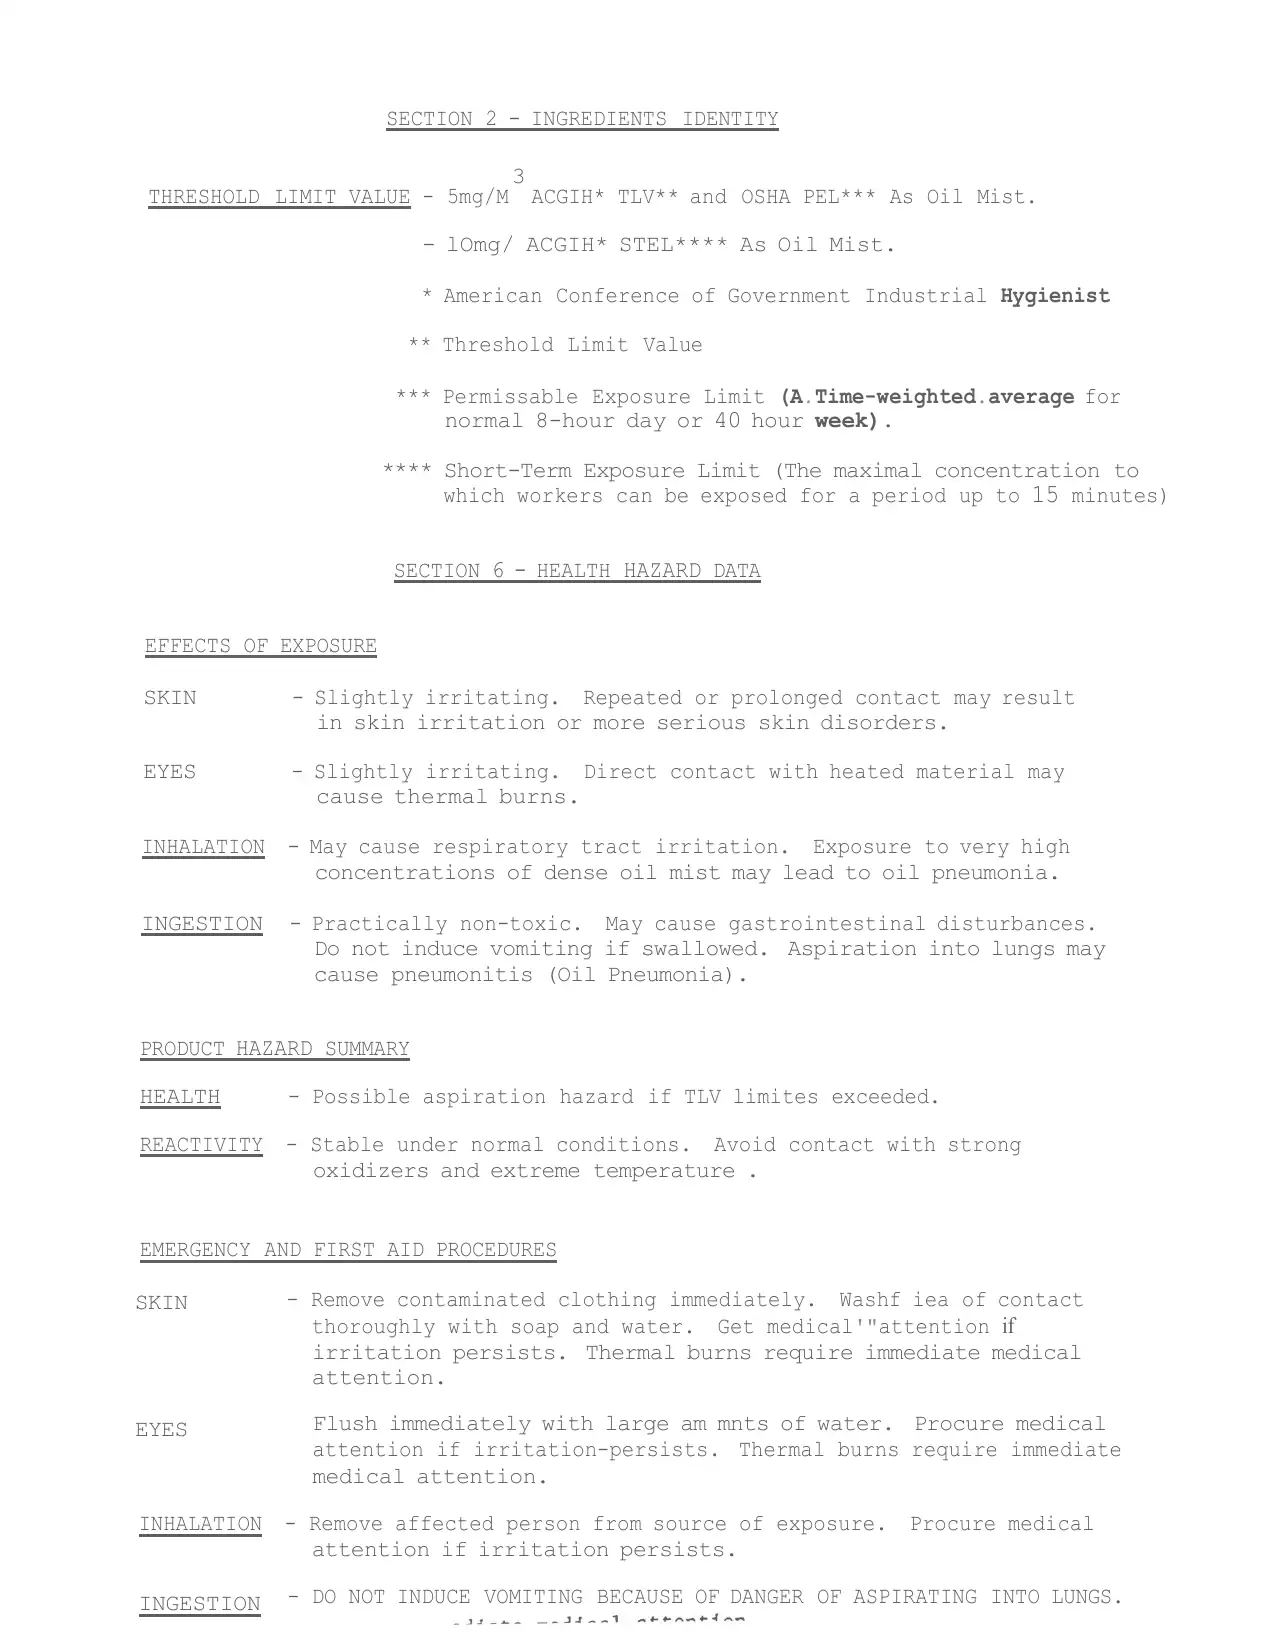 SECTION 2 - INGREDIENTS IDENTITY
THRESHOLD LIMIT VALUE - 5mg/M3 ACGIH* TLV** and OSHA PEL*** As Oil Mist.
- lOmg/ ACGIH* STEL**** As Oil Mist.
* American Conference of Government Industrial Hygienist
** Threshold Limit Value
*** Permissable Exposure Limit (A.Time-weighted.average for
normal 8-hour day or 40 hour week).
**** Short-Term Exposure Limit (The maximal concentration to
which workers can be exposed for a period up to 15 minutes)
SECTION 6 - HEALTH HAZARD DATA
EFFECTS OF EXPOSURE
SKIN - Slightly irritating. Repeated or prolonged contact may result
in skin irritation or more serious skin disorders.
EYES - Slightly irritating. Direct contact with heated material may
cause thermal burns.
INHALATION - May cause respiratory tract irritation. Exposure to very high
concentrations of dense oil mist may lead to oil pneumonia.
INGESTION - Practically non-toxic. May cause gastrointestinal disturbances.
Do not induce vomiting if swallowed. Aspiration into lungs may
cause pneumonitis (Oil Pneumonia).
PRODUCT HAZARD SUMMARY
HEALTH - Possible aspiration hazard if TLV limites exceeded.
REACTIVITY - Stable under normal conditions. Avoid contact with strong
oxidizers and extreme temperature .
EMERGENCY AND FIRST AID PROCEDURES
SKIN - Remove contaminated clothing immediately. Washf iea of contact
thoroughly with soap and water. Get medical'"attention if
irritation persists. Thermal burns require immediate medical
attention.
EYES Flush immediately with large am mnts of water. Procure medical
attention if irritation-persists. Thermal burns require immediate
medical attention.
INHALATION - Remove affected person from source of exposure. Procure medical
attention if irritation persists.
INGESTION - DO NOT INDUCE VOMITING BECAUSE OF DANGER OF ASPIRATING INTO LUNGS.
medical attention